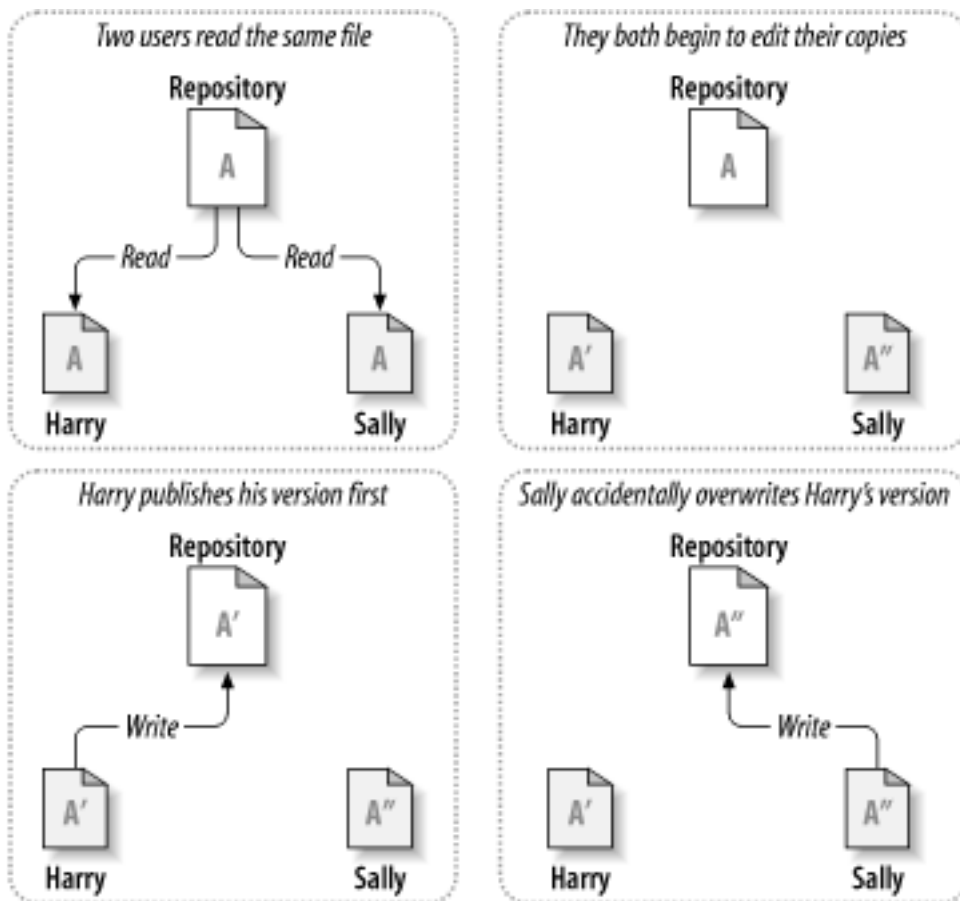 Two users read the same file
Repository
A
Read Read
A A
Harry Sally
They both begin to edit their copies
Repository
A
A′ A″
Harry Sally
Harry publishes his version first
Repository
A′
Write
A′ A″
Harry Sally
Sally accidentally overwrites Harry’s version
Repository
A″
Write
A′ A″
Harry Sally